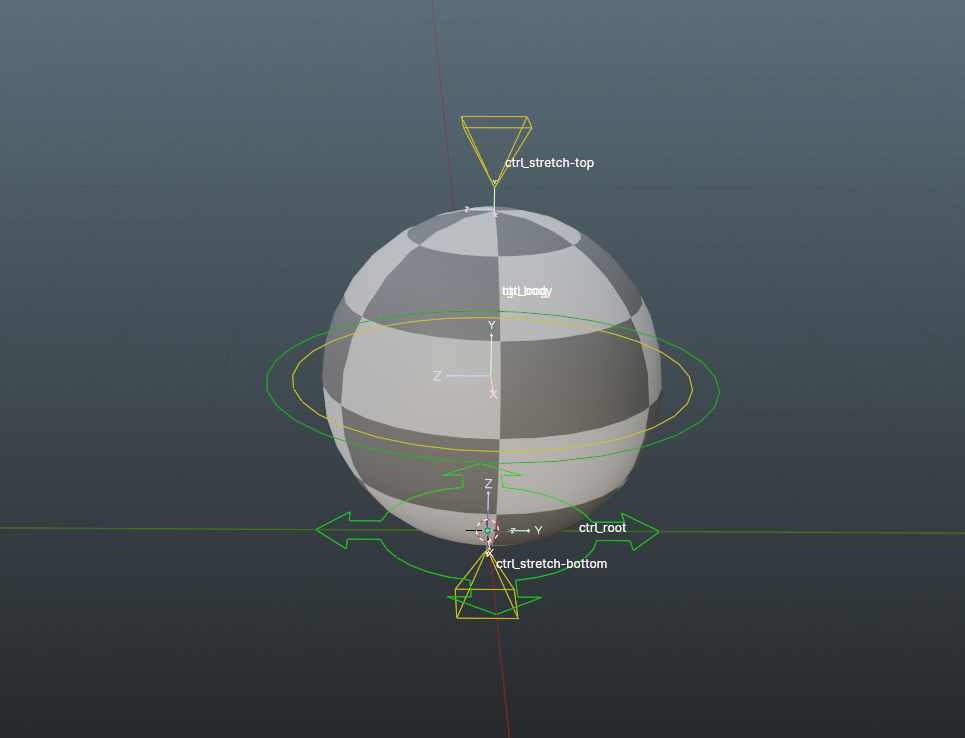 ctrl_stretch-top
z
Y
Z
X
Z
z
Y
ctrl_root
X
ctrl_stretch-bottom